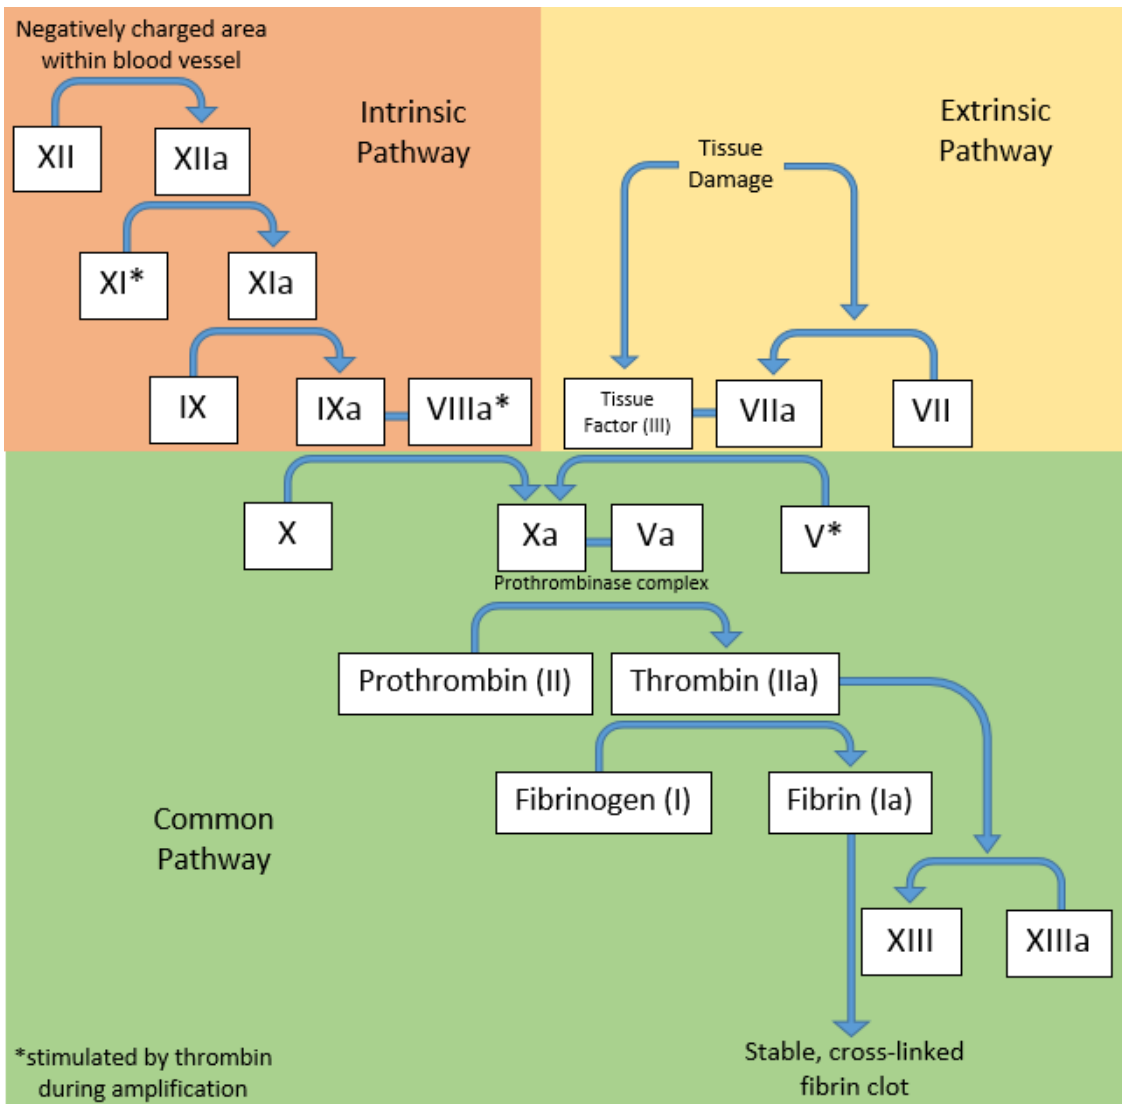 Negatively charged area
within blood vessel
Intrinsic
Pathway
XII
XIIa
XI*
XIa
IX
IXa
VIIIa*
Extrinsic
Pathway
Tissue
Damage
Tissue
Factor (III)
VIIa
VII
X
Xa
Va
V*
Prothrombinase complex
Prothrombin (II)
Thrombin (IIa)
Fibrinogen (I)
Fibrin (Ia)
Common
Pathway
XIII
XIIIa
Stable, cross-linked
fibrin clot
*stimulated by thrombin
during amplification